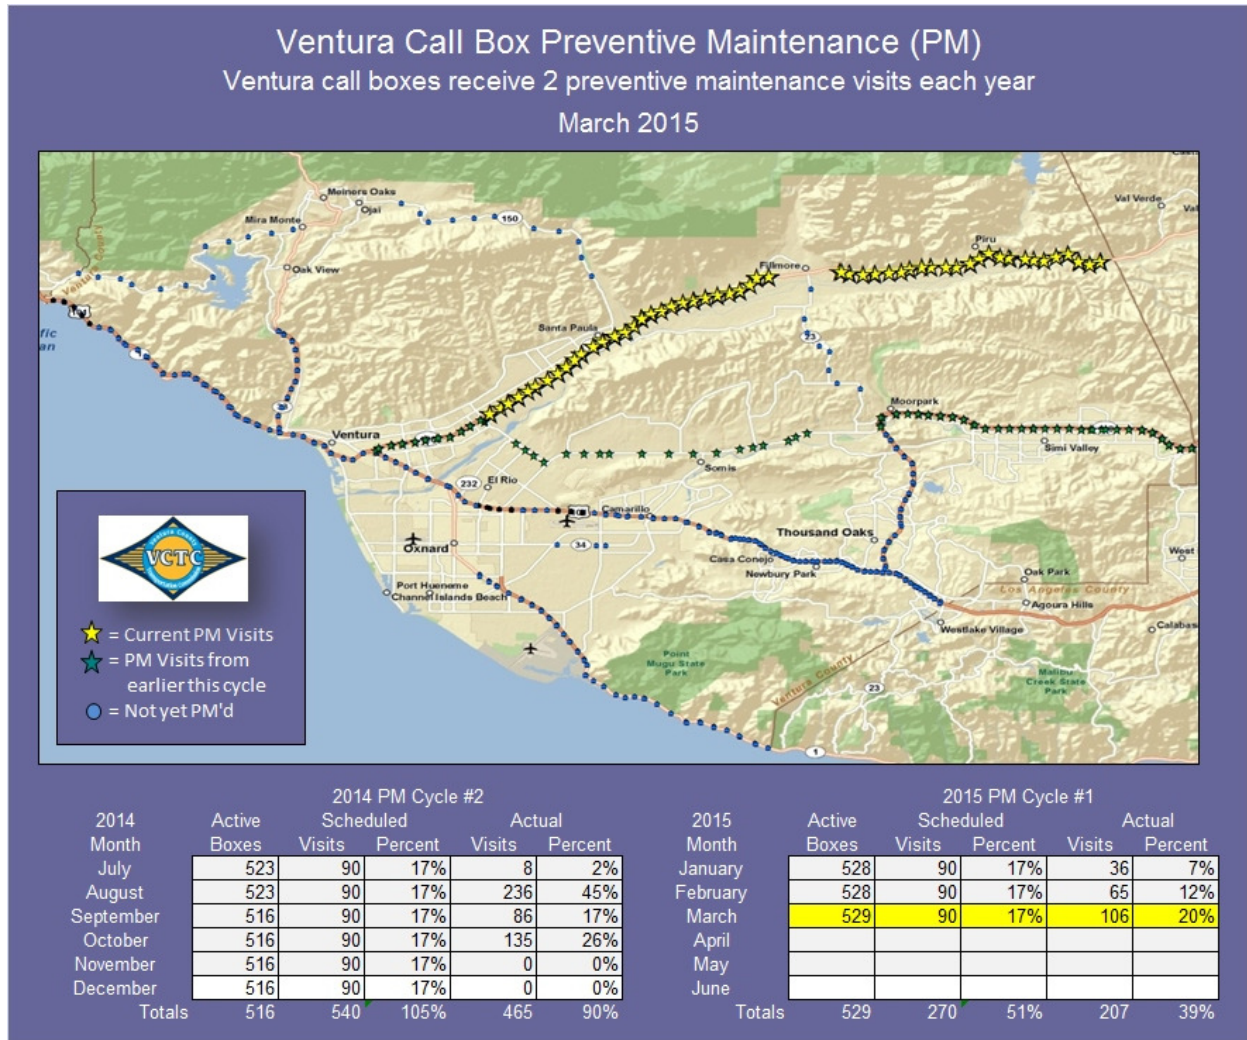 Ventura Call Box Preventive Maintenance (PM)
Ventura call boxes receive 2 preventive maintenance visits each year
March 2015
Meiners Oaks
Ojai
Mira Monte
150
Val Verde
Val
Piru
Oak View
Fillmore
Ventura County
fic
an
Santa Paula
23
Moorpark
Ventura
Simi Valley
Somis
232
El Rio
Camarillo
Thousand Oaks
34
Oxnard
Casa Conejo
Newbury Park
West
Oak Park
Port Hueneme
Channel Islands Beach
Los Angeles County
Agoura Hills
Westlake Village
Calabas
Point
Mugu State
Park
Ventura County
Malibu
Creek State
Park
23
1
VCTC
= Current PM Visits
= PM Visits from
earlier this cycle
= Not yet PM'd
2014 PM Cycle #2
2014 Active Scheduled Actual
Month Boxes Visits Percent Visits Percent
July 523 90 17% 8 2%
August 523 90 17% 236 45%
September 516 90 17% 86 17%
October 516 90 17% 135 26%
November 516 90 17% 0 0%
December 516 90 17% 0 0%
Totals 516 540 105% 465 90%
2015 PM Cycle #1
2015 Active Scheduled Actual
Month Boxes Visits Percent Visits Percent
January 528 90 17% 36 7%
February 528 90 17% 65 12%
March 529 90 17% 106 20%
April
May
June
Totals 529 270 51% 207 39%